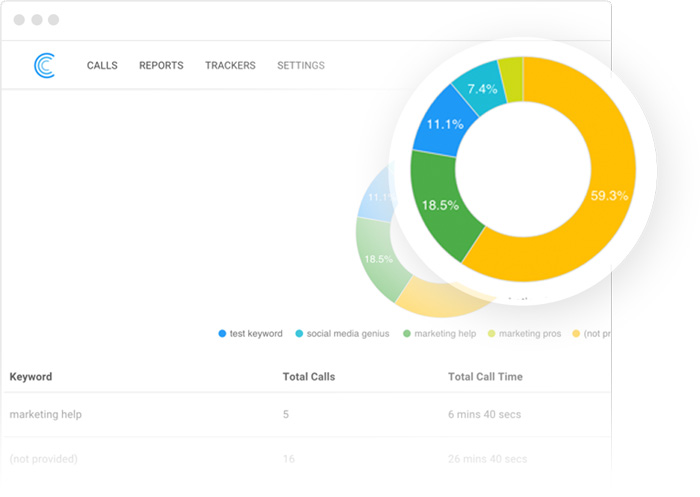 CALLS REPORTS TRACKERS SETTINGS
7.4%
11.1%
59.3%
18.5%
11.1%
18.5%
test keyword social media genius marketing help marketing pros (not pr
Keyword Total Calls Total Call Time
marketing help 5 6 mins 40 secs
(not provided) 16 26 mins 40 secs